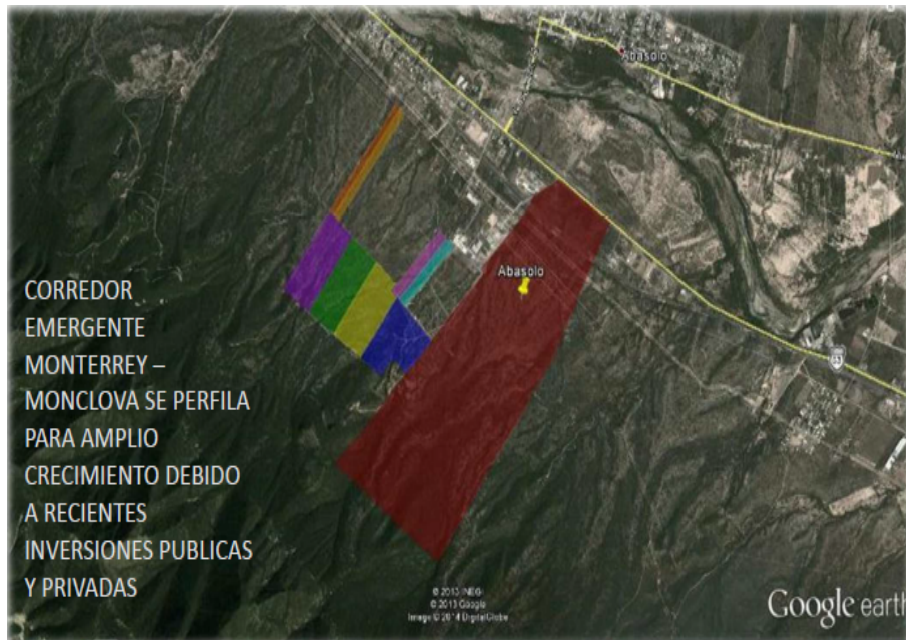 Abasolo
Abasolo
53
CORREDOR
EMERGENTE
MONTERREY –
MONCLOVA SE PERFILA
PARA AMPLIO
CRECIMIENTO DEBIDO
A RECIENTES
INVERSIONES PUBLICAS
Y PRIVADAS
© 2013 INEGI
© 2013 Google
Image © 2014 DigitalGlobe
Google earth